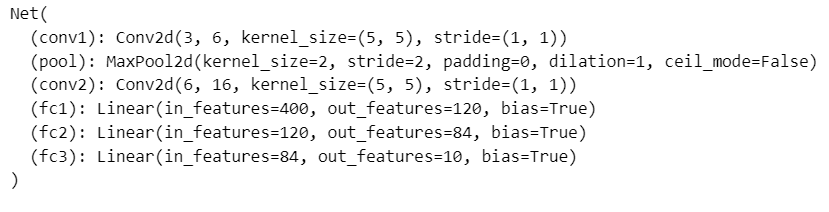 Net(
  (conv1): Conv2d(3, 6, kernel_size=(5, 5), stride=(1, 1))
  (pool): MaxPool2d(kernel_size=2, stride=2, padding=0, dilation=1, ceil_mode=False)
  (conv2): Conv2d(6, 16, kernel_size=(5, 5), stride=(1, 1))
  (fc1): Linear(in_features=400, out_features=120, bias=True)
  (fc2): Linear(in_features=120, out_features=84, bias=True)
  (fc3): Linear(in_features=84, out_features=10, bias=True)
)